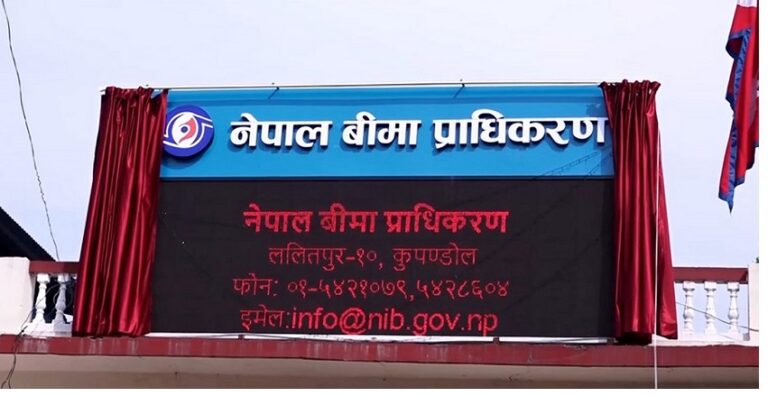 नेपाल बीमा प्राधिकरण
नेपाल बीमा प्राधिकरण
ललितपुर-१०, कुपण्डोल
फोन: ०१-५४२१०७९,५४२८६०४
इमेल:info@nib.gov.np